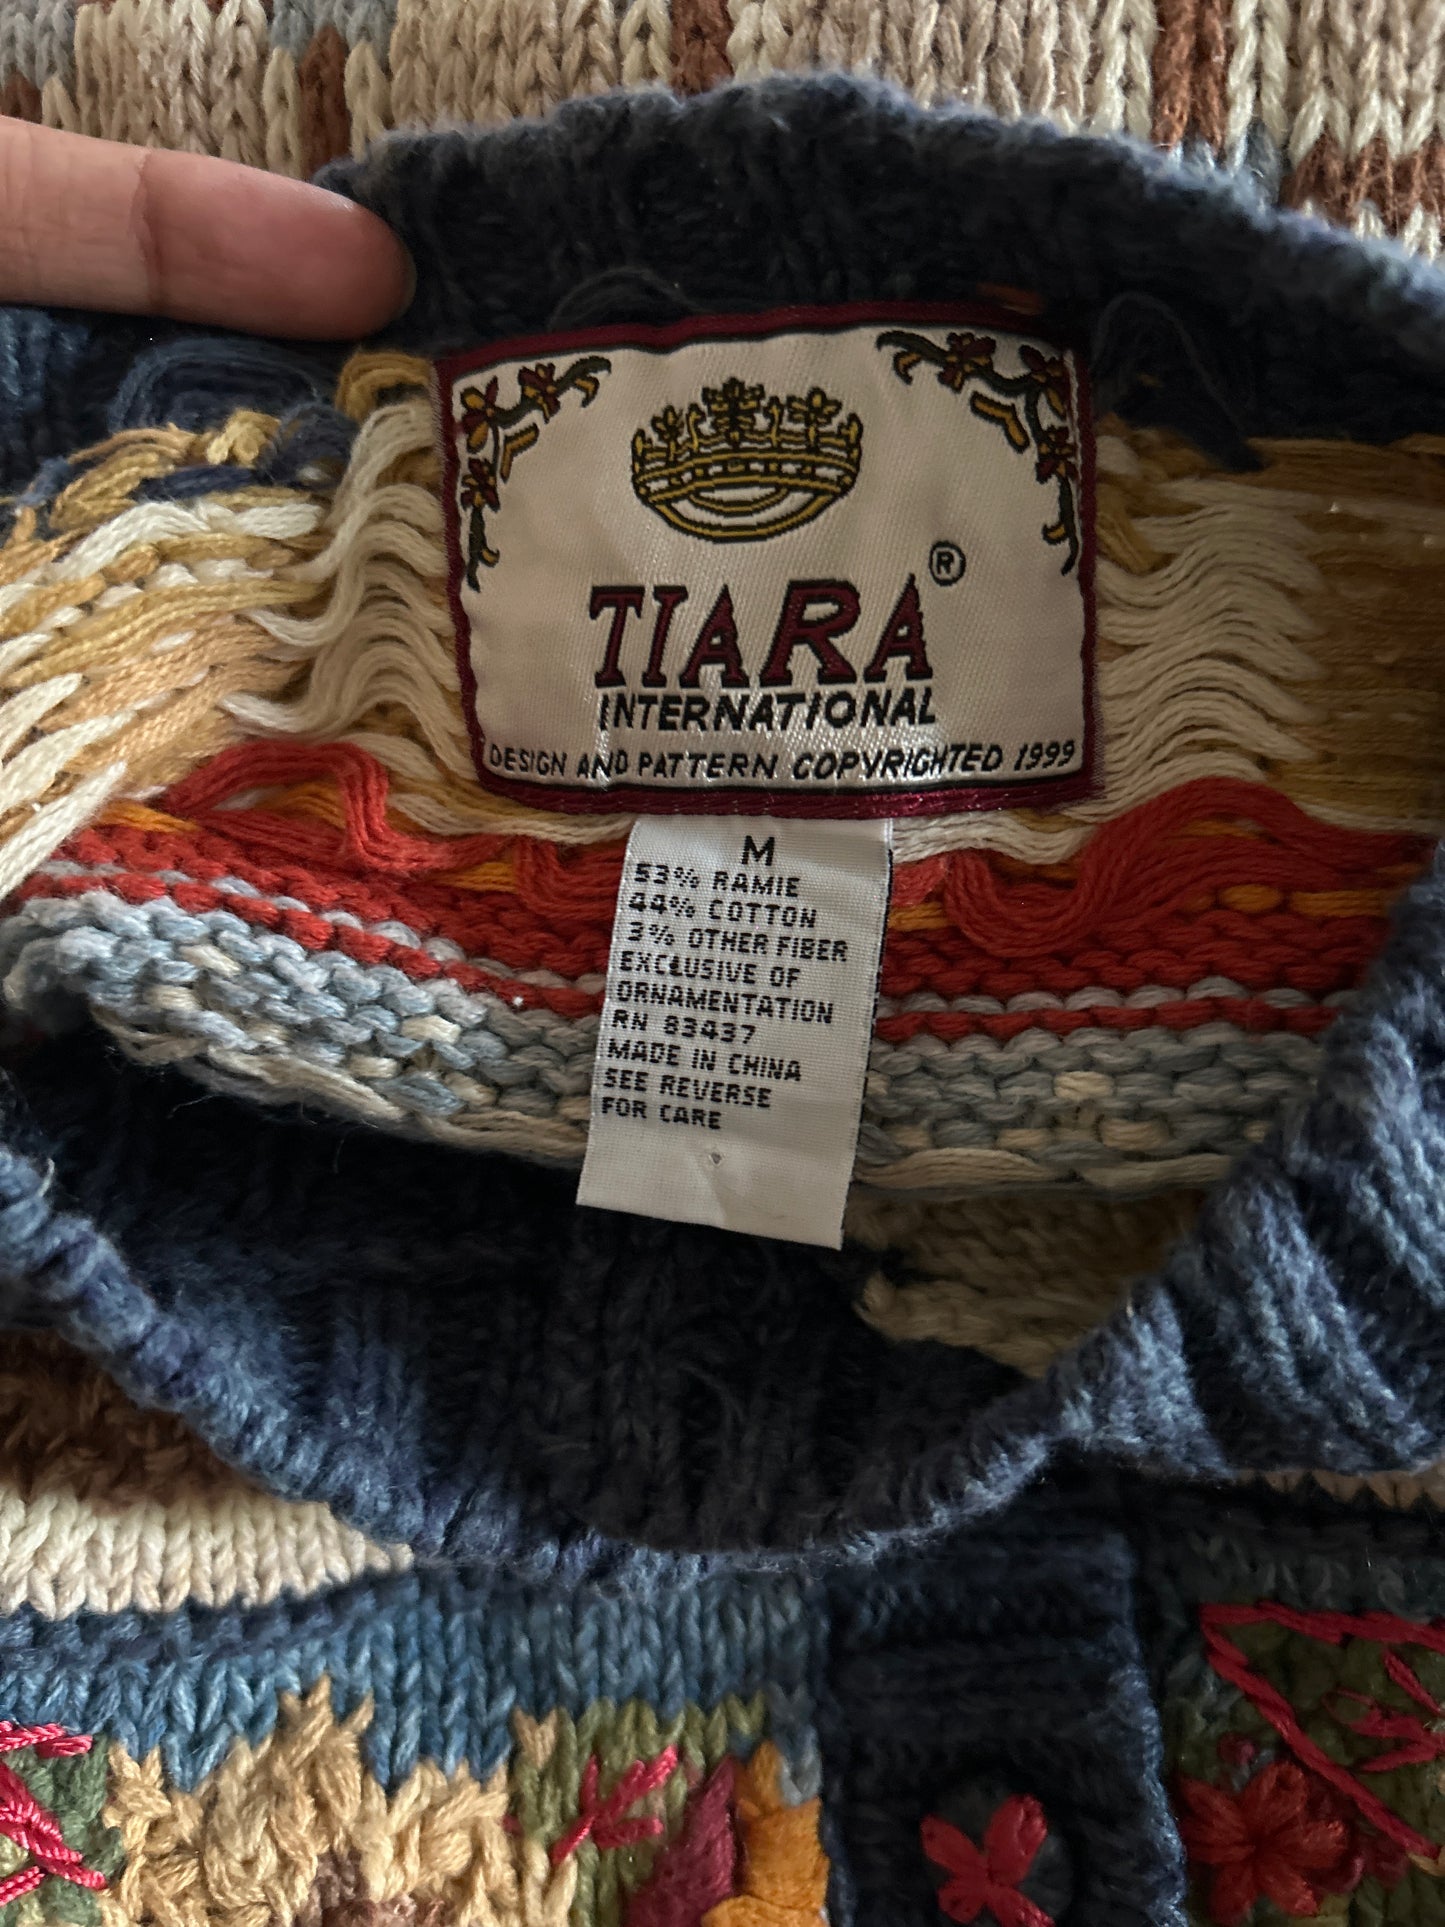 TIARA®
INTERNATIONAL
DESIGN AND PATTERN COPYRIGHTED 1999
M
53% RAMIE
44% COTTON
3% OTHER FIBER
EXCLUSIVE OF
ORNAMENTATION
RN 83437
MADE IN CHINA
SEE REVERSE
FOR CARE